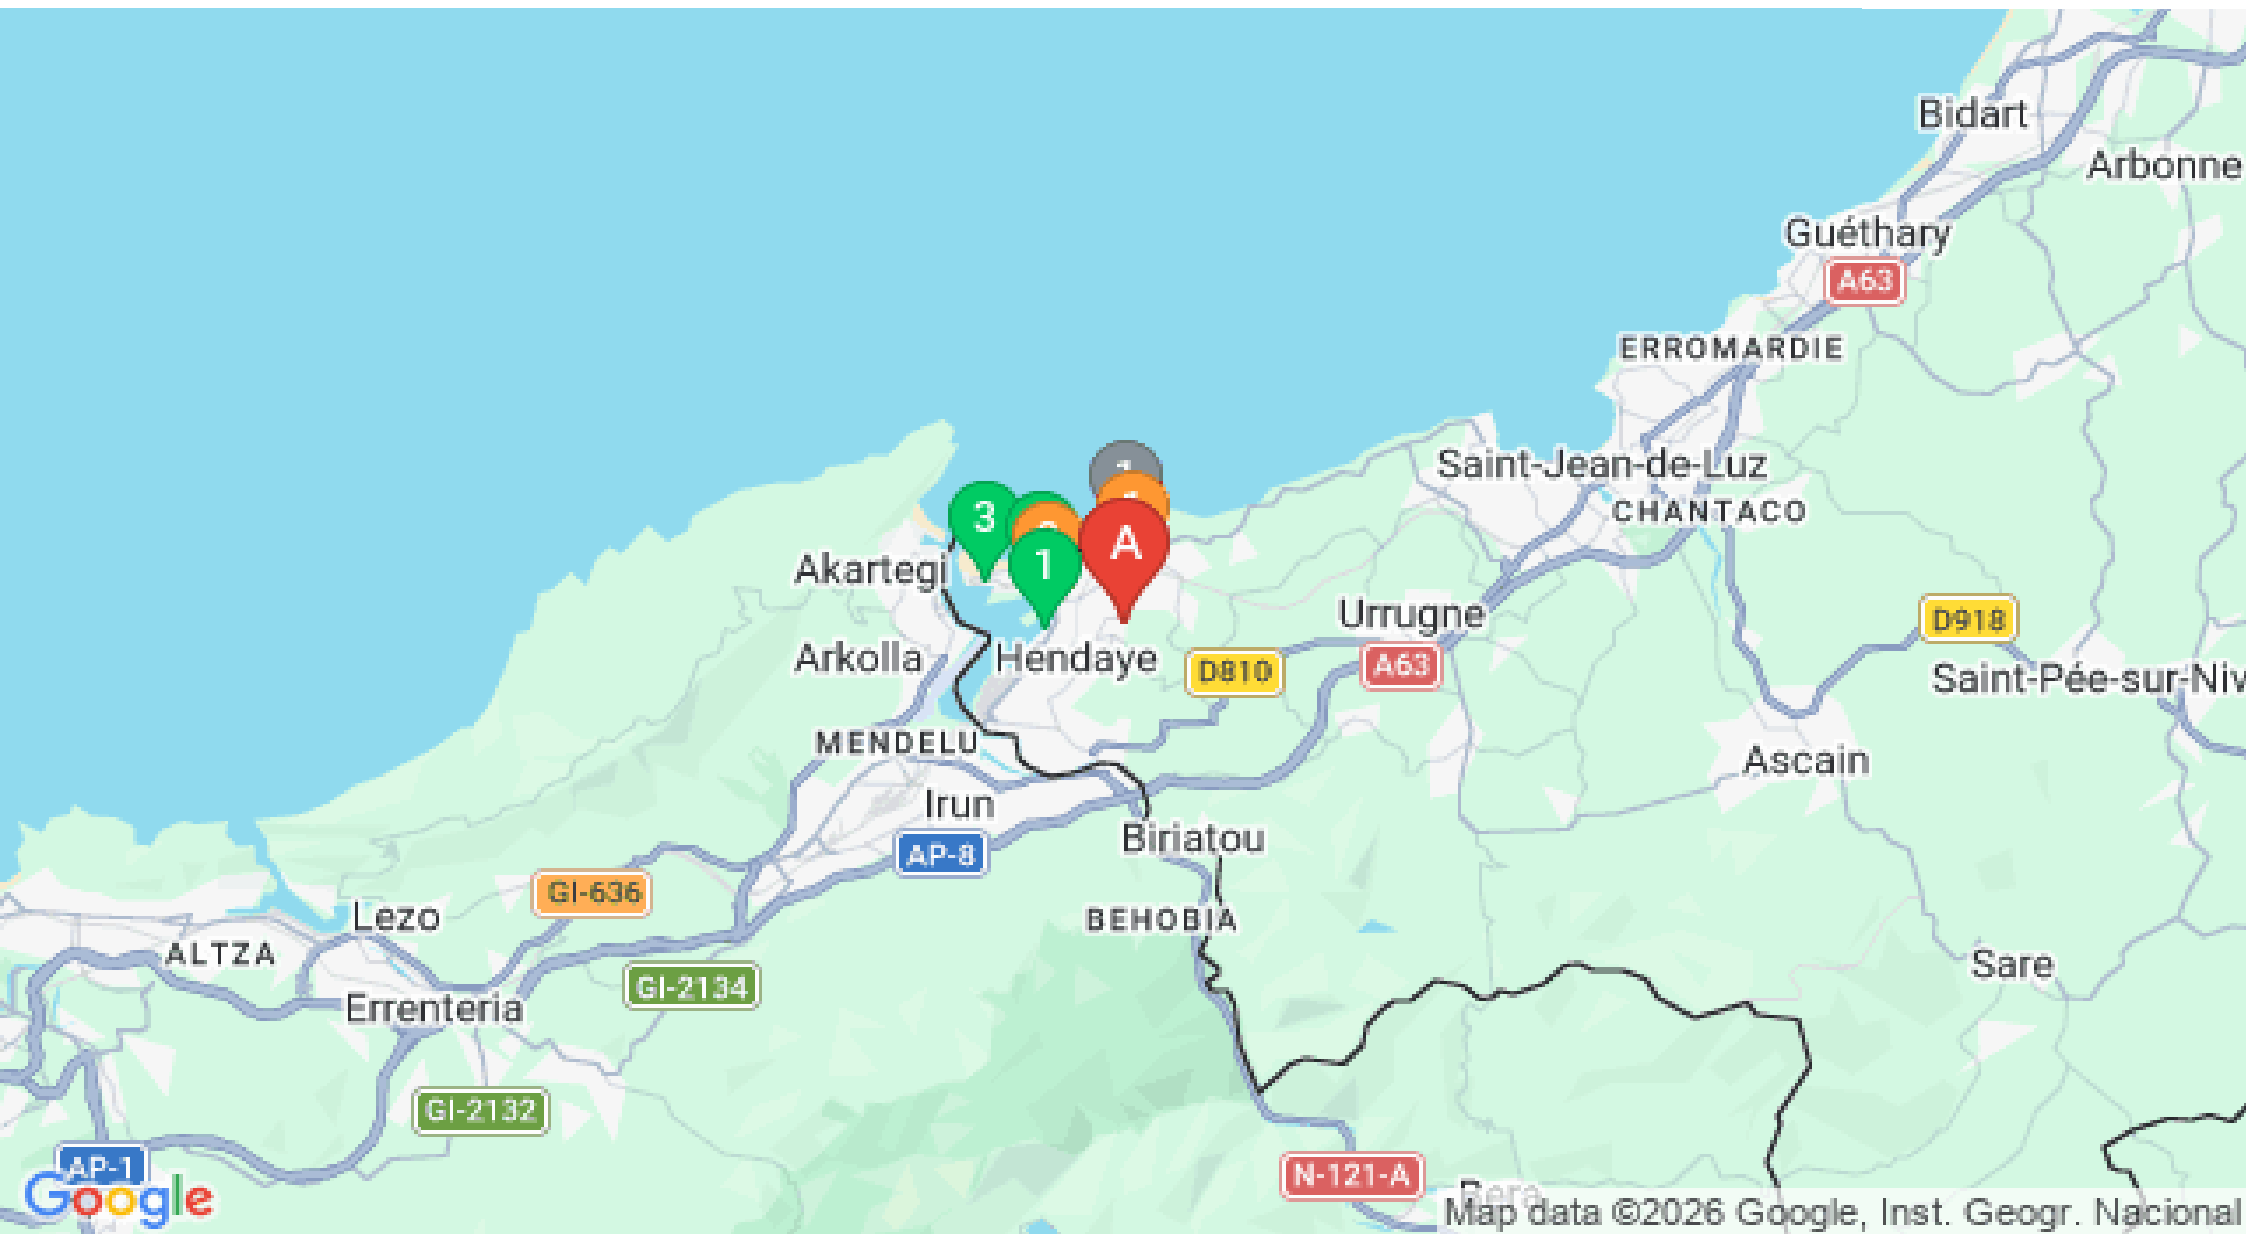 Bidart
Arbonne
Guéthary
A63
ERROMARDIE
Saint-Jean-de-Luz
CHANTACO
3
1
A
Akartegi
Urrugne
D918
Arkolla
Hendaye
D810
A63
Saint-Pée-sur-Niv
MENDELU
Ascain
Irun
Biriatou
AP-8
GI-636
Lezo
BEHOBIA
ALTZA
Sare
GI-2134
Errenteria
GI-2132
AP-1
N-121-A
Google
Bera
Map data ©2026 Google, Inst. Geogr. Nacional